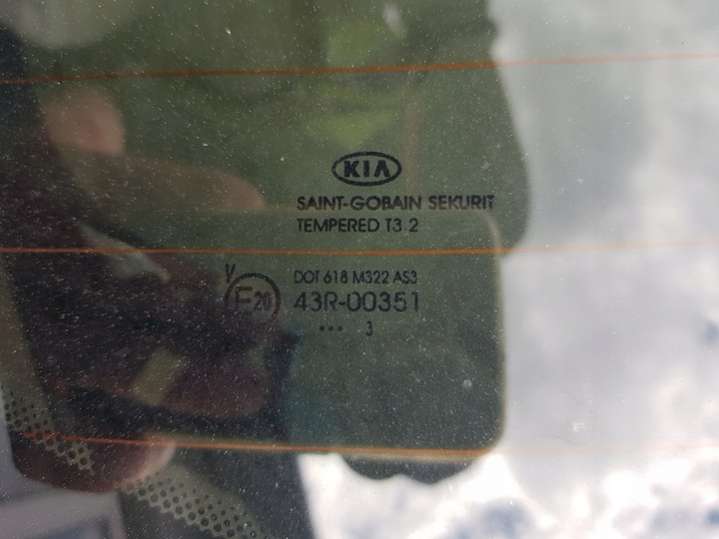 KIA
SAINT-GOBAIN SEKURIT
TEMPERED T3.2
V
DOT 618 M322 AS3
E20
43R-00351
••• 3